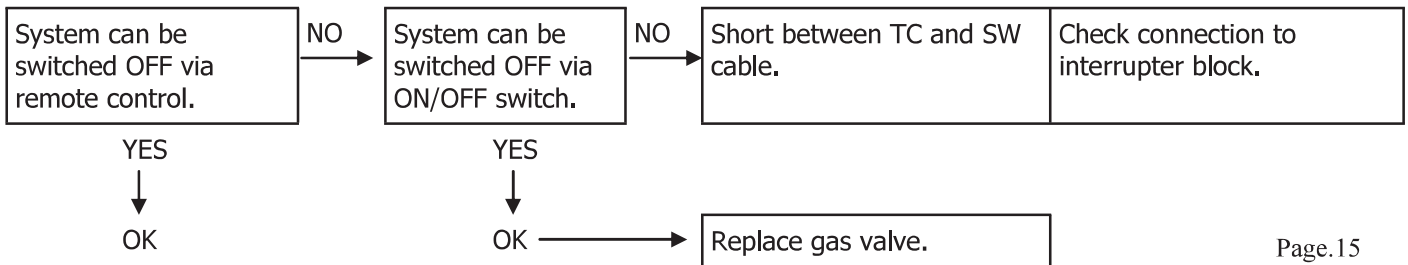 System can be
switched OFF via
remote control.
NO
System can be
switched OFF via
ON/OFF switch.
NO
Short between TC and SW
cable.
Check connection to
interrupter block.
YES
YES
OK
OK
Replace gas valve.
Page.15